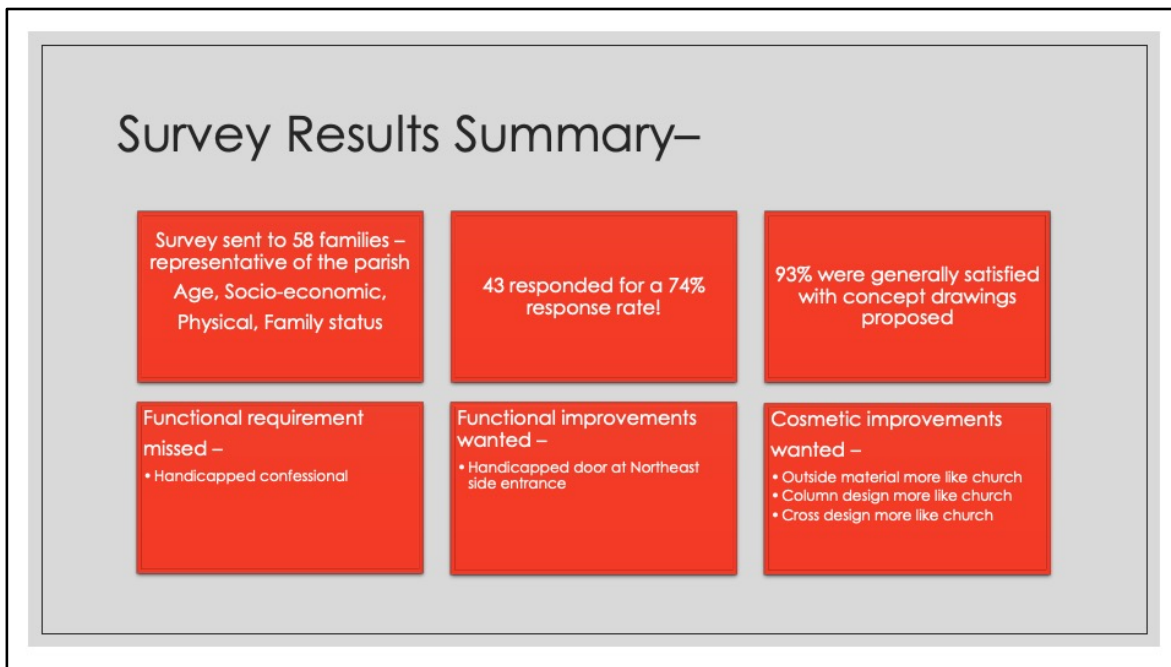 Survey Results Summary–
Survey sent to 58 families –
representative of the parish
Age, Socio-economic,
Physical, Family status
43 responded for a 74%
response rate!
93% were generally satisfied
with concept drawings
proposed
Functional requirement
missed –
• Handicapped confessional
Functional improvements
wanted –
• Handicapped door at Northeast
side entrance
Cosmetic improvements
wanted –
• Outside material more like church
• Column design more like church
• Cross design more like church